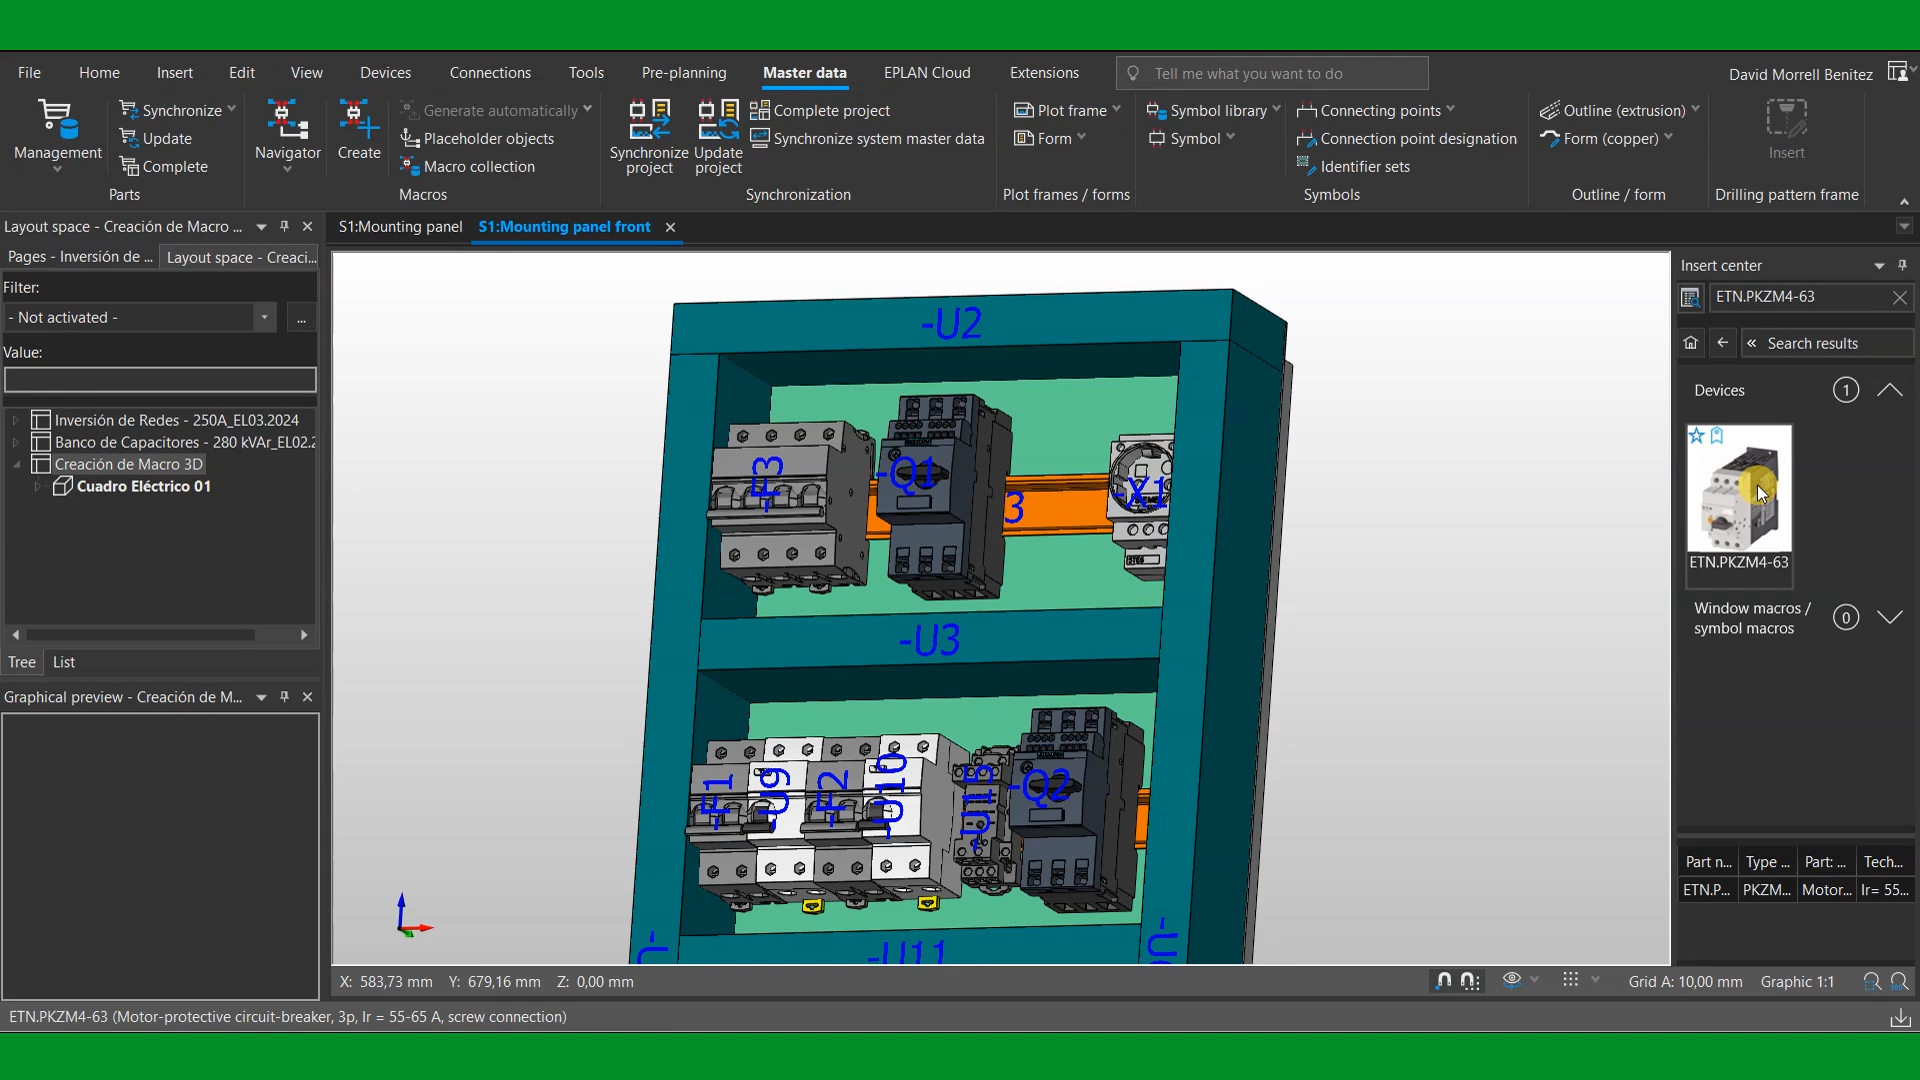 File Home Insert Edit View Devices Connections Tools Pre-planning Master data EPLAN Cloud Extensions Tell me what you want to do David Morrell Benitez
Management
Synchronize
Update
Complete
Parts
Navigator
Create
Generate automatically
Placeholder objects
Macro collection
Macros
Synchronize project
Update project
Complete project
Synchronize system master data
Synchronization
Plot frame
Form
Plot frames / forms
Symbol library
Symbol
Connecting points
Connection point designation
Identifier sets
Symbols
Outline (extrusion)
Form (copper)
Outline / form
Insert
Drilling pattern frame
Layout space - Creación de Macro ...
Pages - Inversión de ... Layout space - Creaci...
Filter:
- Not activated -
...
Value:
Inversión de Redes - 250A_EL03.2024
Banco de Capacitores - 280 kVAr_EL02.2
Creación de Macro 3D
Cuadro Eléctrico 01
Tree List
Graphical preview - Creación de M...
S1:Mounting panel S1:Mounting panel front
-U2
-F3
-Q1
3
-X1
-U3
-F1
-U9
-F2
-U10
-U15
-Q2
-U11
Insert center
ETN.PKZM4-63
« Search results
Devices 1
ETN.PKZM4-63
Window macros / symbol macros 0
Part n... Type ... Part: ... Tech...
ETN.P... PKZM... Motor... Ir= 55...
X: 583,73 mm Y: 679,16 mm Z: 0,00 mm Grid A: 10,00 mm Graphic 1:1
ETN.PKZM4-63 (Motor-protective circuit-breaker, 3p, Ir = 55-65 A, screw connection)